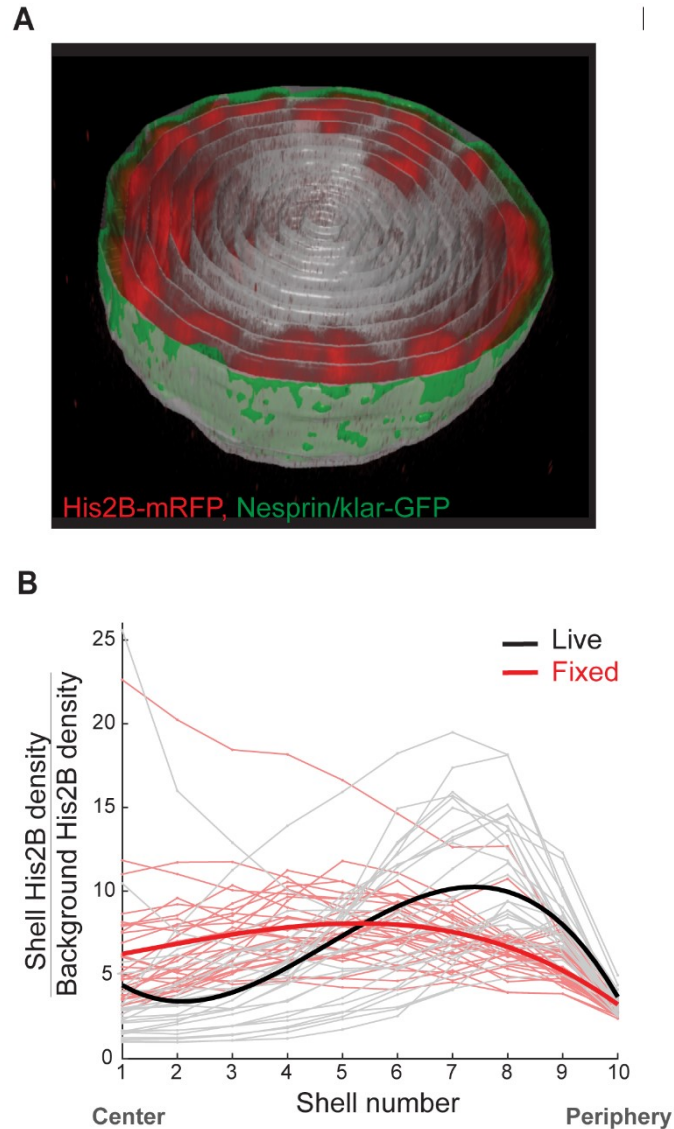 A
His2B-mRFP, Nesprin/klar-GFP
B
Shell His2B density
Background His2B density
25
20
15
10
5
0
Live
Fixed
1 2 3 4 5 6 7 8 9 10
Center
Shell number
Periphery